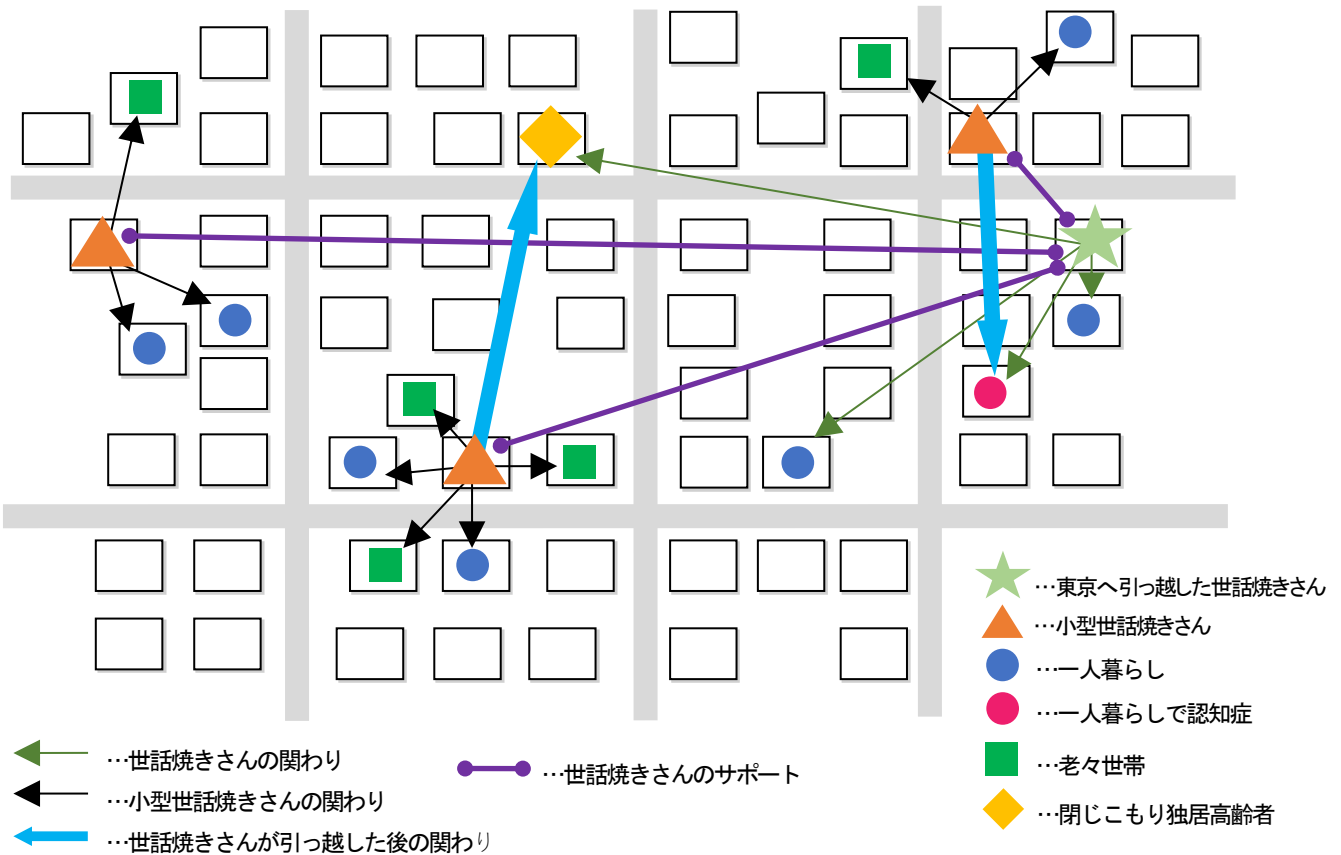 …東京へ引っ越した世話焼きさん
…小型世話焼きさん
…一人暮らし
…一人暮らしで認知症
…老々世帯
…閉じこもり独居高齢者
…世話焼きさんの関わり
…小型世話焼きさんの関わり
…世話焼きさんが引っ越した後の関わり
…世話焼きさんのサポート